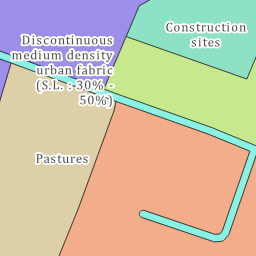 Construction
sites
Discontinuous
medium density
urban fabric
(S.L. : 30% -
50%)
Pastures